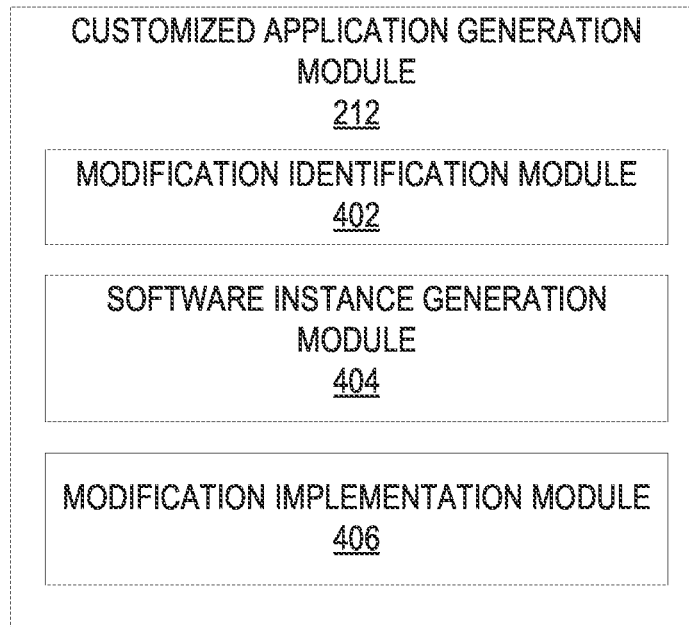 CUSTOMIZED APPLICATION GENERATION
MODULE
212
MODIFICATION IDENTIFICATION MODULE
402
SOFTWARE INSTANCE GENERATION
MODULE
404
MODIFICATION IMPLEMENTATION MODULE
406